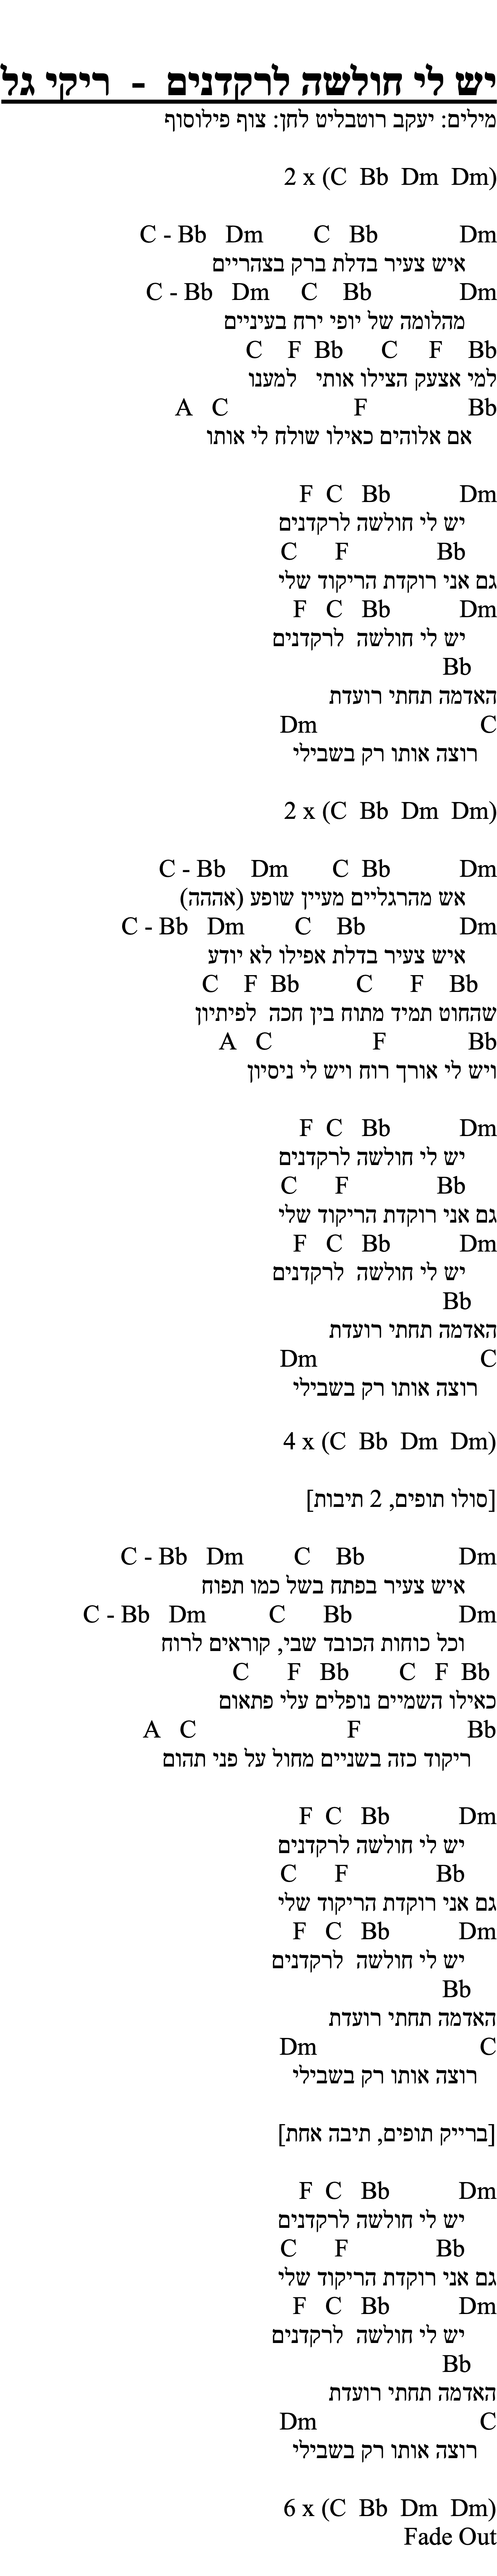 יש לי חולשה לרקדנים - ריקי גל
מילים: יעקב רוטבליט לחן: צוף פילוסוף
2 x (C Bb Dm Dm)
C - Bb Dm C Bb Dm
איש צעיר בדלת ברק בצהריים
C - Bb Dm C Bb Dm
מהלומה של יופי ירח בעיניים
C F Bb C F Bb
למי אצעק הצילו אותי למענו
A C F Bb
אם אלוהים כאילו שולח לי אותו
F C Bb Dm
יש לי חולשה לרקדנים
C F Bb
גם אני רוקדת הריקוד שלי
F C Bb Dm
יש לי חולשה לרקדנים
Bb
האדמה תחתי רועדת
Dm C
רוצה אותו רק בשבילי
2 x (C Bb Dm Dm)
C - Bb Dm C Bb Dm
אש מהרגליים מעיין שופע (אההה)
C - Bb Dm C Bb Dm
איש צעיר בדלת אפילו לא יודע
C F Bb C F Bb
שהחוט תמיד מתוח בין חכה לפיתיון
A C F Bb
ויש לי אורך רוח ויש לי ניסיון
F C Bb Dm
יש לי חולשה לרקדנים
C F Bb
גם אני רוקדת הריקוד שלי
F C Bb Dm
יש לי חולשה לרקדנים
Bb
האדמה תחתי רועדת
Dm C
רוצה אותו רק בשבילי
4 x (C Bb Dm Dm)
[סולו תופים, 2 תיבות]
C - Bb Dm C Bb Dm
איש צעיר בפתח בשל כמו תפוח
C - Bb Dm C Bb Dm
וכל כוחות הכובד שבי, קוראים לרוח
C F Bb C F Bb
כאילו השמיים נופלים עלי פתאום
A C F Bb
ריקוד כזה בשניים מחול על פני תהום
F C Bb Dm
יש לי חולשה לרקדנים
C F Bb
גם אני רוקדת הריקוד שלי
F C Bb Dm
יש לי חולשה לרקדנים
Bb
האדמה תחתי רועדת
Dm C
רוצה אותו רק בשבילי
[ברייק תופים, תיבה אחת]
F C Bb Dm
יש לי חולשה לרקדנים
C F Bb
גם אני רוקדת הריקוד שלי
F C Bb Dm
יש לי חולשה לרקדנים
Bb
האדמה תחתי רועדת
Dm C
רוצה אותו רק בשבילי
6 x (C Bb Dm Dm)
Fade Out